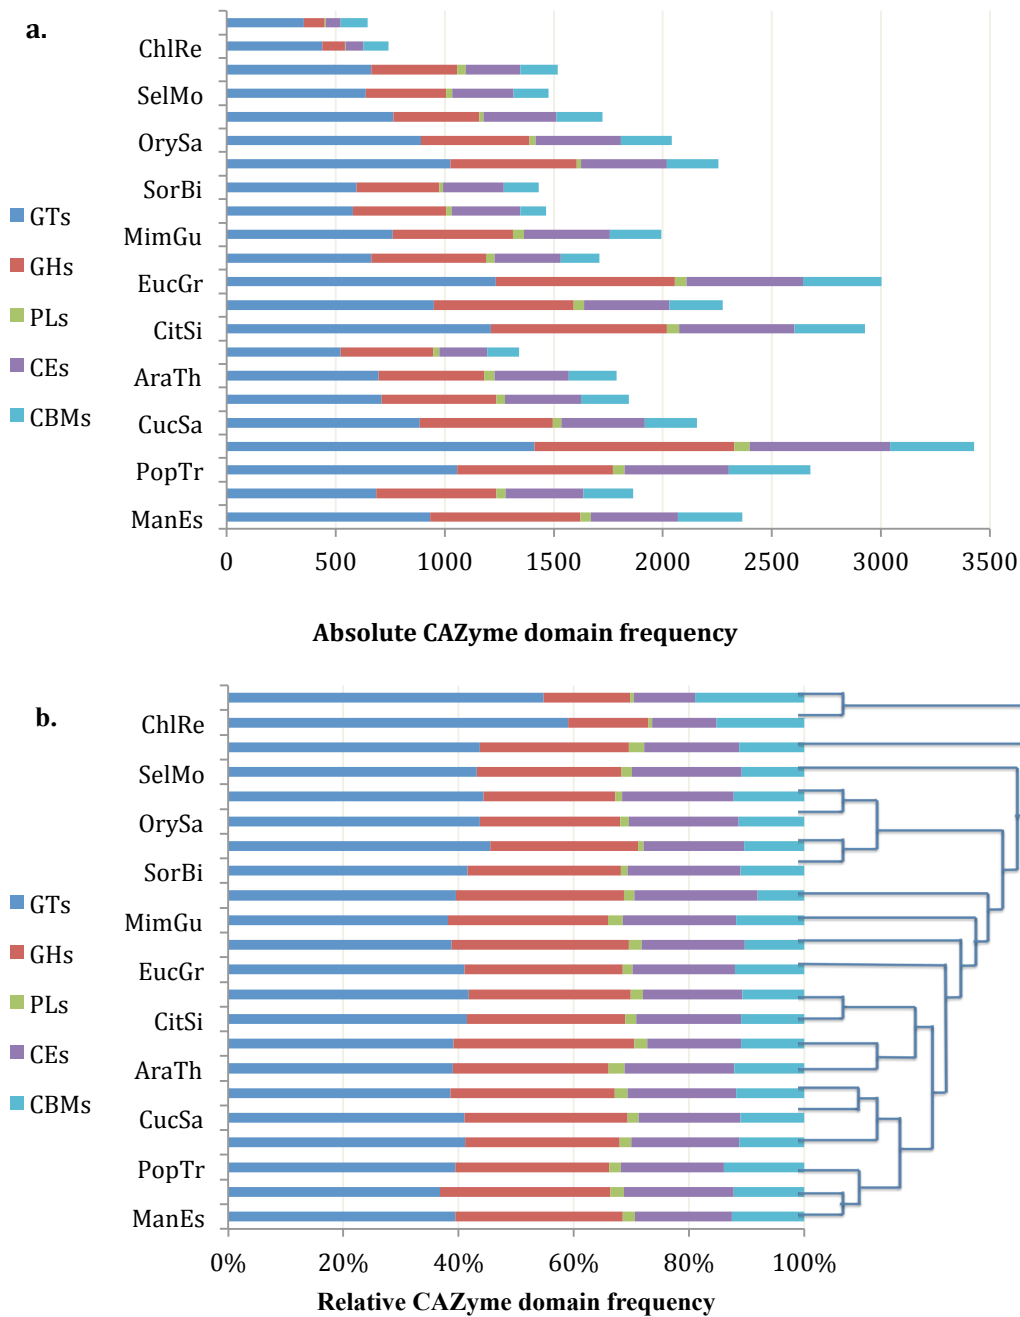 a.
ChlRe
SelMo
OrySa
SorBi
MimGu
EucGr
CitSi
AraTh
CucSa
PopTr
ManEs
GTs
GHs
PLs
CEs
CBMs
0 500 1000 1500 2000 2500 3000 3500
Absolute CAZyme domain frequency
b.
ChlRe
SelMo
OrySa
SorBi
MimGu
EucGr
CitSi
AraTh
CucSa
PopTr
ManEs
GTs
GHs
PLs
CEs
CBMs
0% 20% 40% 60% 80% 100%
Relative CAZyme domain frequency